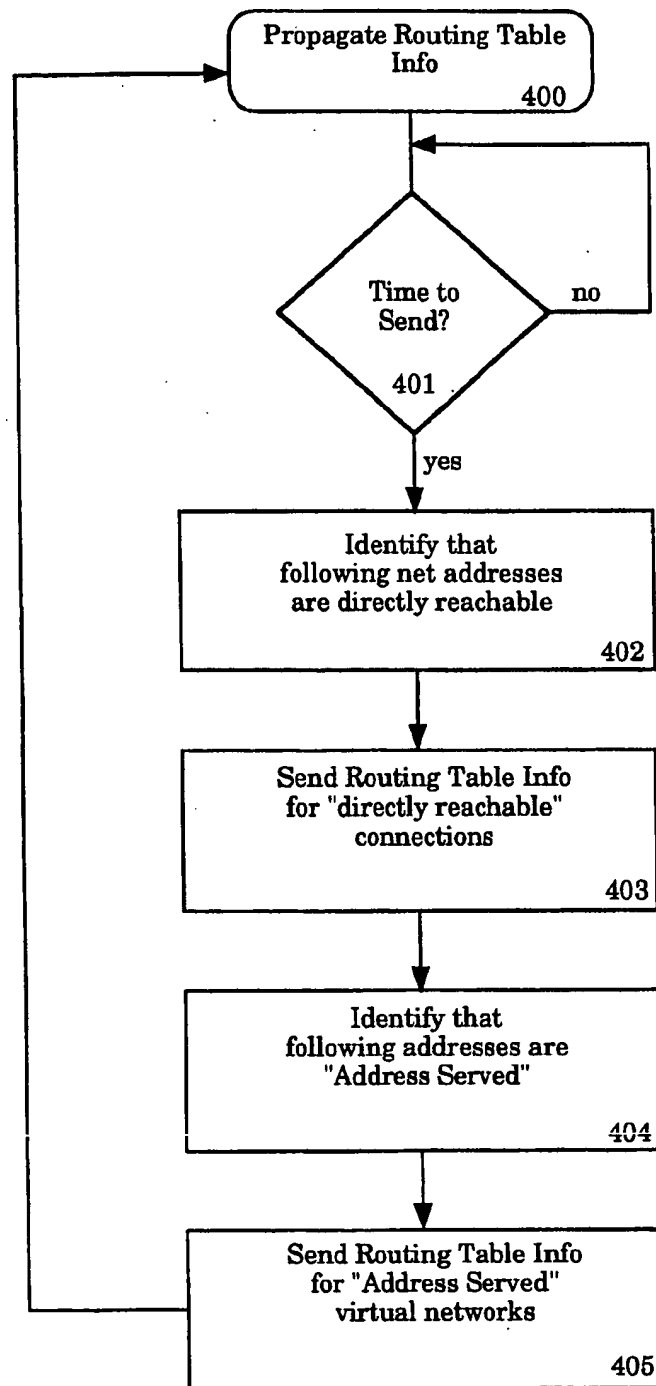 Propagate Routing Table
Info
400
Time to
Send?
no
401
yes
Identify that
following net addresses
are directly reachable
402
Send Routing Table Info
for "directly reachable"
connections
403
Identify that
following addresses are
"Address Served"
404
Send Routing Table Info
for "Address Served"
virtual networks
405